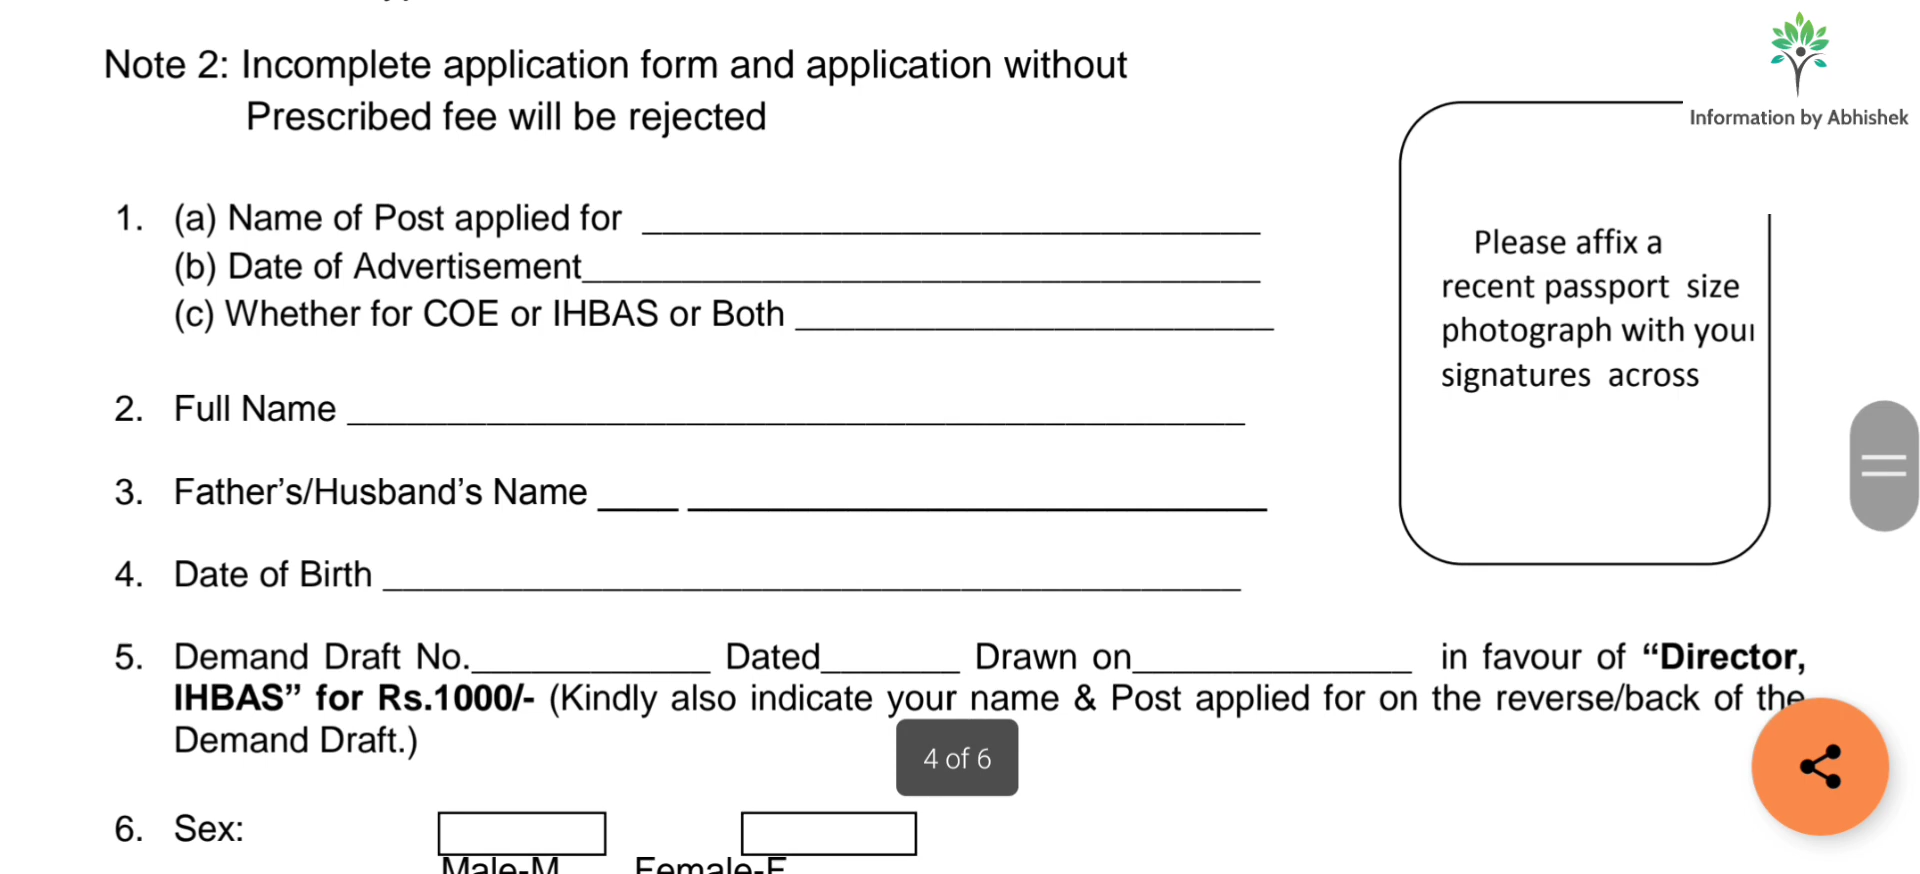 Note 2: Incomplete application form and application without
Prescribed fee will be rejected
Information by Abhishek
1. (a) Name of Post applied for
(b) Date of Advertisement
(c) Whether for COE or IHBAS or Both
Please affix a
recent passport size
photograph with your
signatures across
2. Full Name
3. Father’s/Husband’s Name
4. Date of Birth
5. Demand Draft No. Dated Drawn on in favour of “Director,
IHBAS” for Rs.1000/- (Kindly also indicate your name & Post applied for on the reverse/back of the
Demand Draft.)
4 of 6
6. Sex:
Male-M Female-F